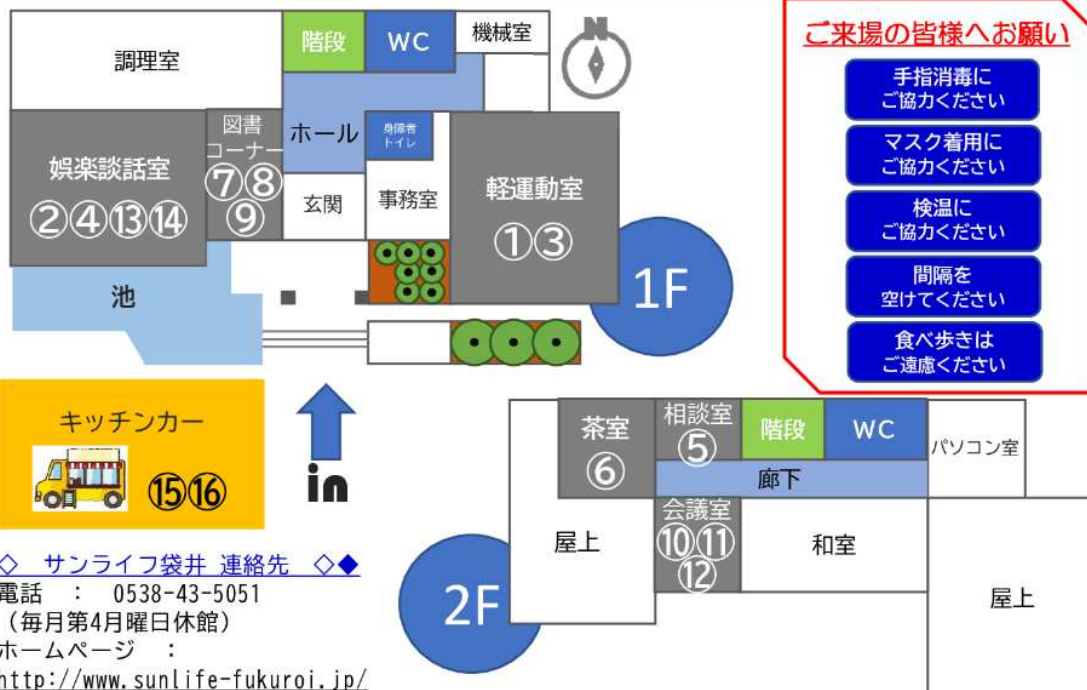 調理室
階段
WC
機械室
N
ご来場の皆様へお願い
手指消毒に
ご協力ください
マスク着用に
ご協力ください
検温に
ご協力ください
間隔を
空けてください
食べ歩きは
ご遠慮ください
娯楽談話室
②④⑬⑭
図書
コーナー
⑦⑧
⑨
ホール
身障者
トイレ
玄関
事務室
軽運動室
①③
池
1F
キッチンカー
⑮⑯
in
茶室
⑥
相談室
⑤
階段
WC
パソコン室
廊下
屋上
会議室
⑩⑪
⑫
和室
屋上
2F
◇ サンライフ袋井 連絡先 ◇◆
電話 : 0538-43-5051
(毎月第4月曜日休館)
ホームページ :
http://www.sunlife-fukuroi.jp/